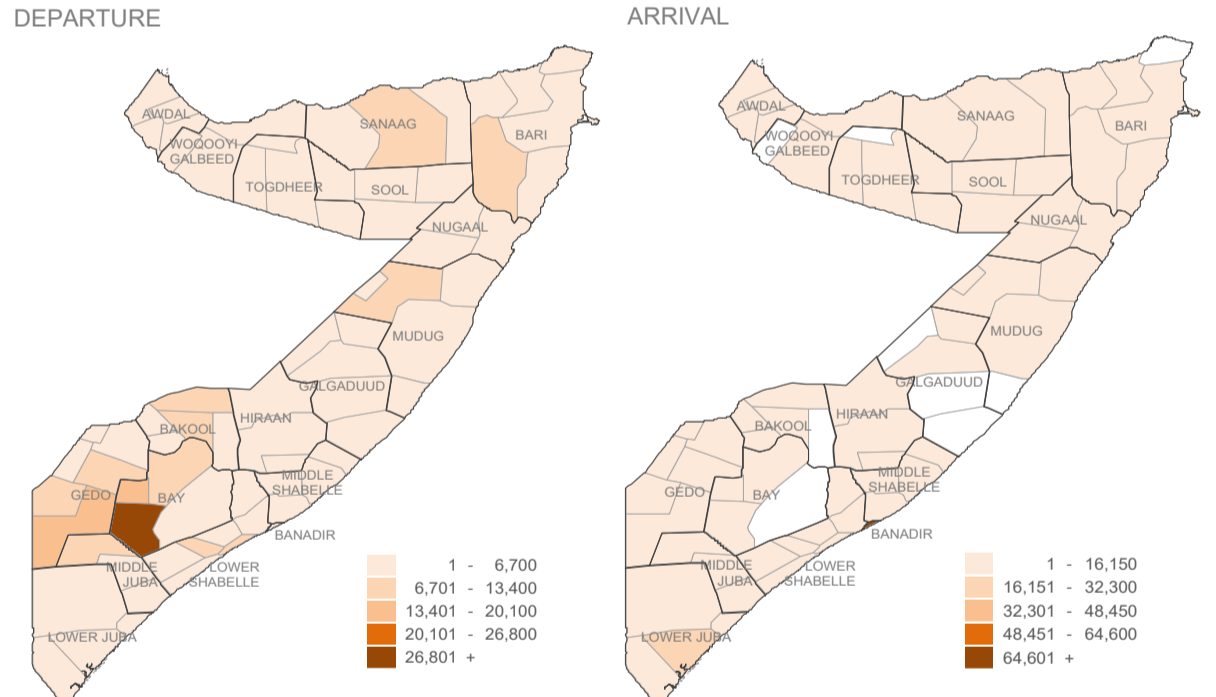 DEPARTURE
AWDAL
WOQOOYI
GALBEED
TOGDHEER
SANAAG
SOOL
BARI
NUGAAL
MUDUG
GALGADUUD
HIRAAN
BAKOOL
GEDO
BAY
MIDDLE
SHABELLE
BANADIR
MIDDLE
JUBA
LOWER
SHABELLE
LOWER JUBA
1 - 6,700
6,701 - 13,400
13,401 - 20,100
20,101 - 26,800
26,801 +
ARRIVAL
AWDAL
WOQOOYI
GALBEED
TOGDHEER
SANAAG
SOOL
BARI
NUGAAL
MUDUG
GALGADUUD
HIRAAN
BAKOOL
GEDO
BAY
MIDDLE
SHABELLE
BANADIR
MIDDLE
JUBA
LOWER
SHABELLE
LOWER JUBA
1 - 16,150
16,151 - 32,300
32,301 - 48,450
48,451 - 64,600
64,601 +